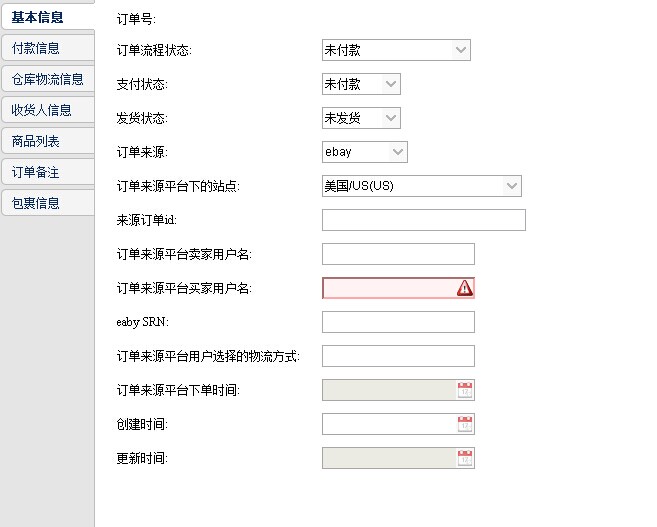 基本信息
付款信息
仓库物流信息
收货人信息
商品列表
订单备注
包裹信息
订单号:
订单流程状态: 未付款
支付状态: 未付款
发货状态: 未发货
订单来源: ebay
订单来源平台下的站点: 美国/US(US)
来源订单id:
订单来源平台卖家用户名:
订单来源平台买家用户名:
eaby SRN:
订单来源平台用户选择的物流方式:
订单来源平台下单时间:
创建时间:
更新时间: